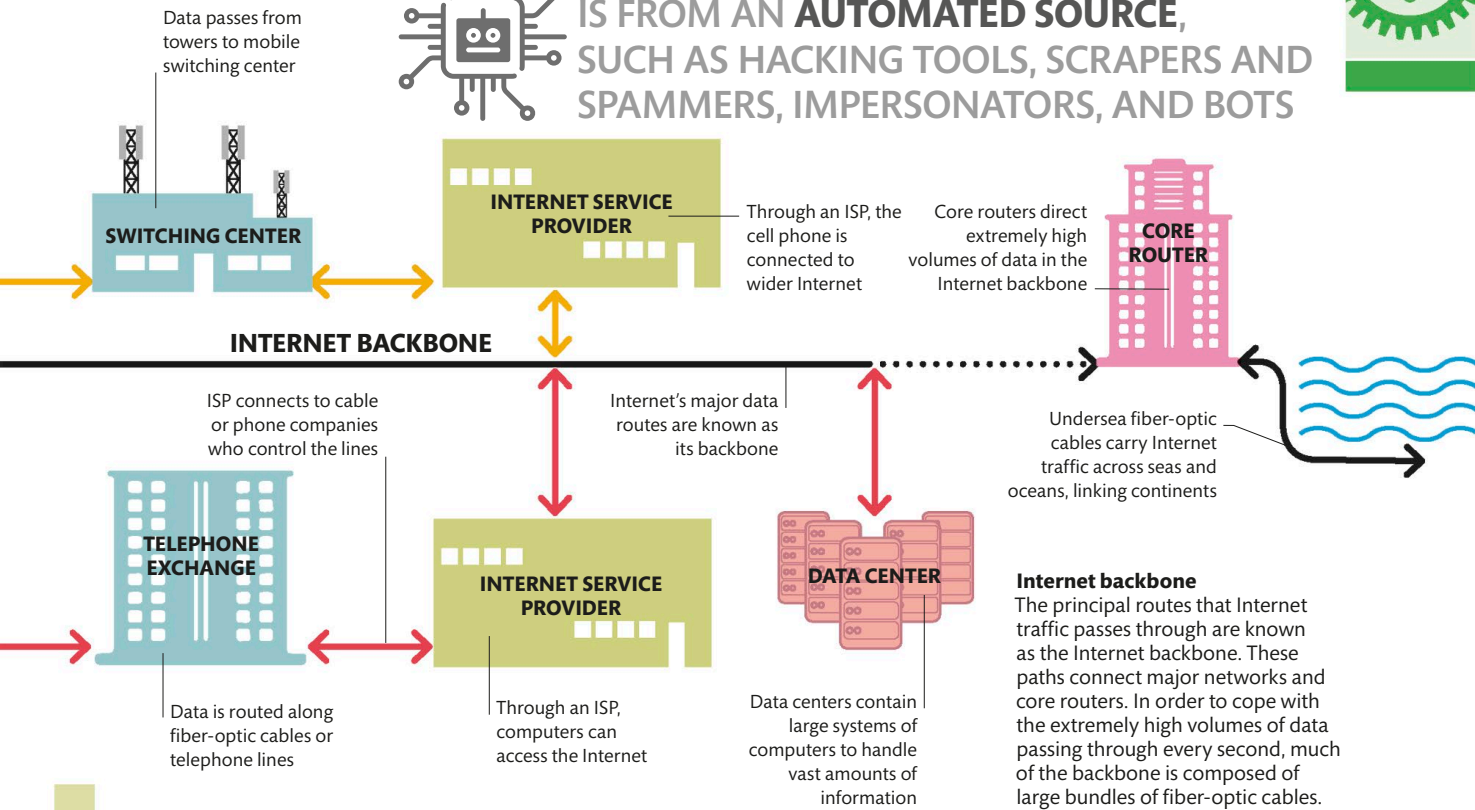 Data passes from
towers to mobile
switching center
IS FROM AN AUTOMATED SOURCE,
SUCH AS HACKING TOOLS, SCRAPERS AND
SPAMMERS, IMPERSONATORS, AND BOTS
SWITCHING CENTER
INTERNET SERVICE
PROVIDER
Through an ISP, the
cell phone is
connected to
wider Internet
Core routers direct
extremely high
volumes of data in the
Internet backbone
CORE
ROUTER
INTERNET BACKBONE
ISP connects to cable
or phone companies
who control the lines
Internet's major data
routes are known as
its backbone
Undersea fiber-optic
cables carry Internet
traffic across seas and
oceans, linking continents
TELEPHONE
EXCHANGE
INTERNET SERVICE
PROVIDER
DATA CENTER
Data is routed along
fiber-optic cables or
telephone lines
Through an ISP,
computers can
access the Internet
Data centers contain
large systems of
computers to handle
vast amounts of
information
Internet backbone
The principal routes that Internet
traffic passes through are known
as the Internet backbone. These
paths connect major networks and
core routers. In order to cope with
the extremely high volumes of data
passing through every second, much
of the backbone is composed of
large bundles of fiber-optic cables.